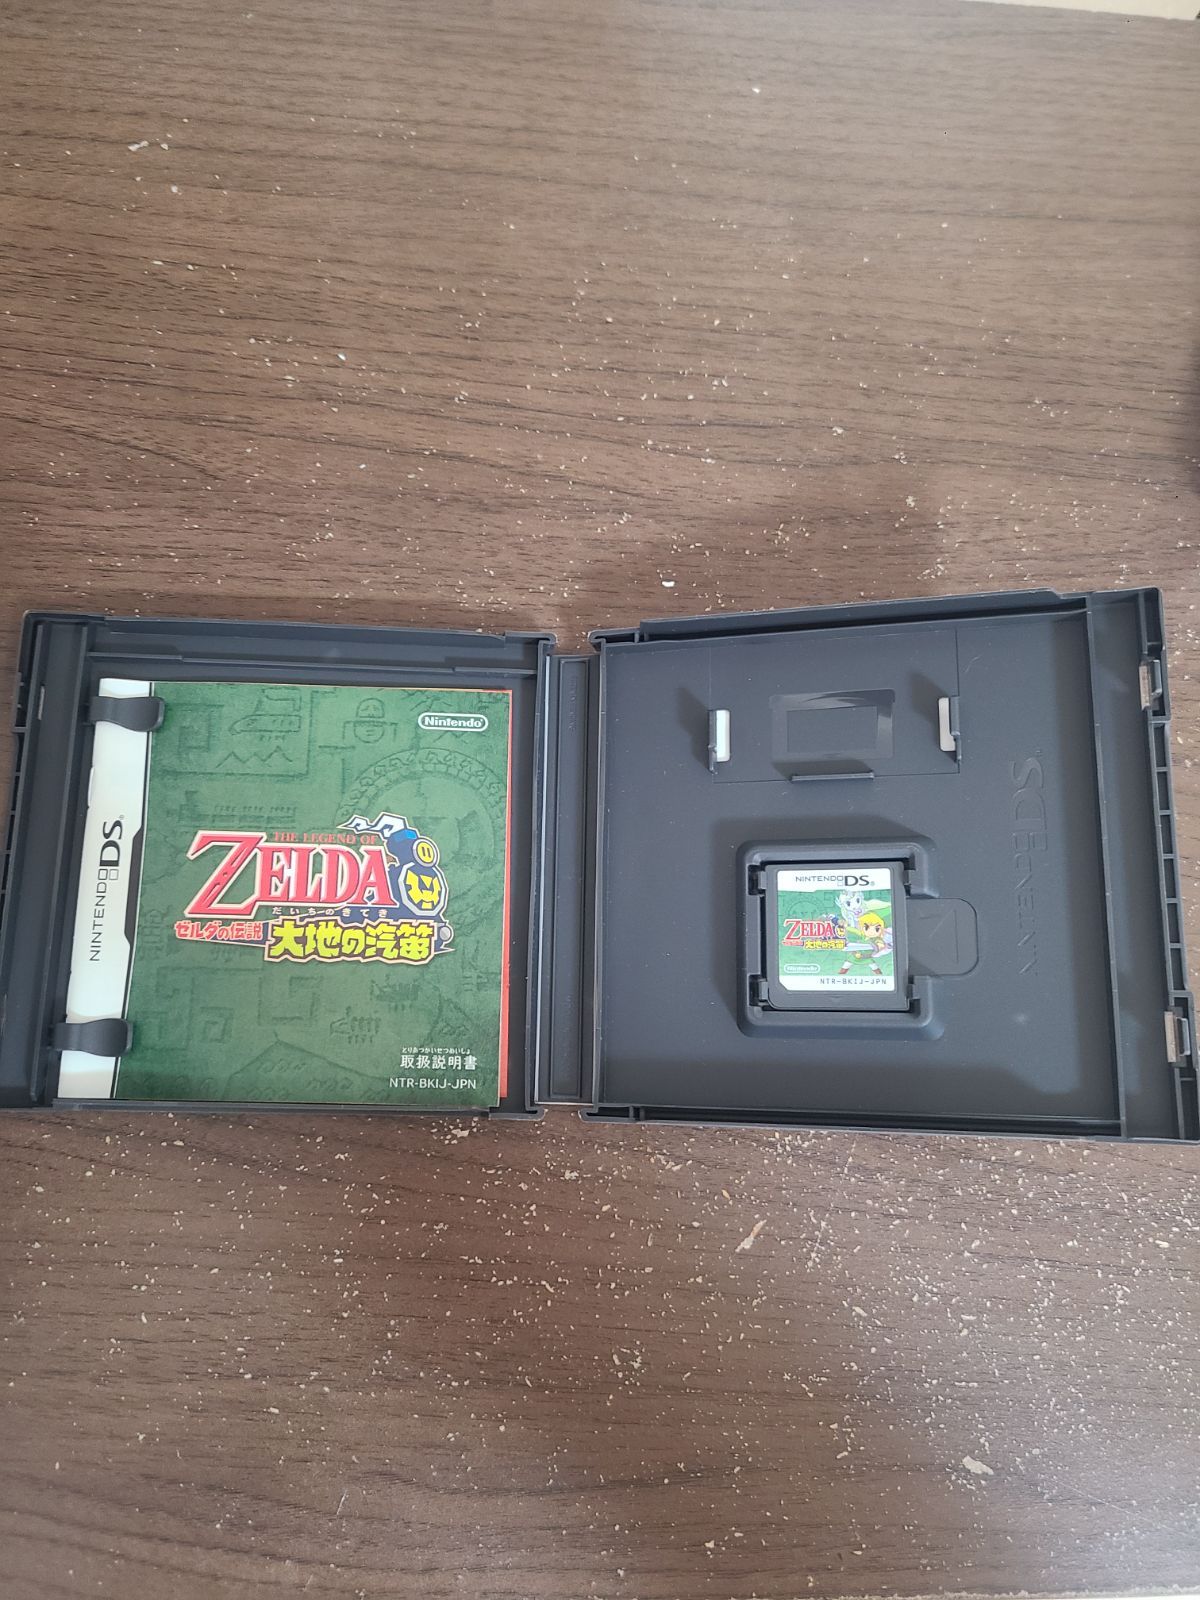 Nintendo
NINTENDO DS
THE LEGEND OF
ZELDA
だいちのきてき
ゼルダの伝説
大地の汽笛
とりあつかいせつめいしょ
取扱説明書
NTR-BKIJ-JPN
NINTENDO DS
NINTENDO DS
ZELDA
大地の汽笛
Nintendo
NTR-BKIJ-JPN